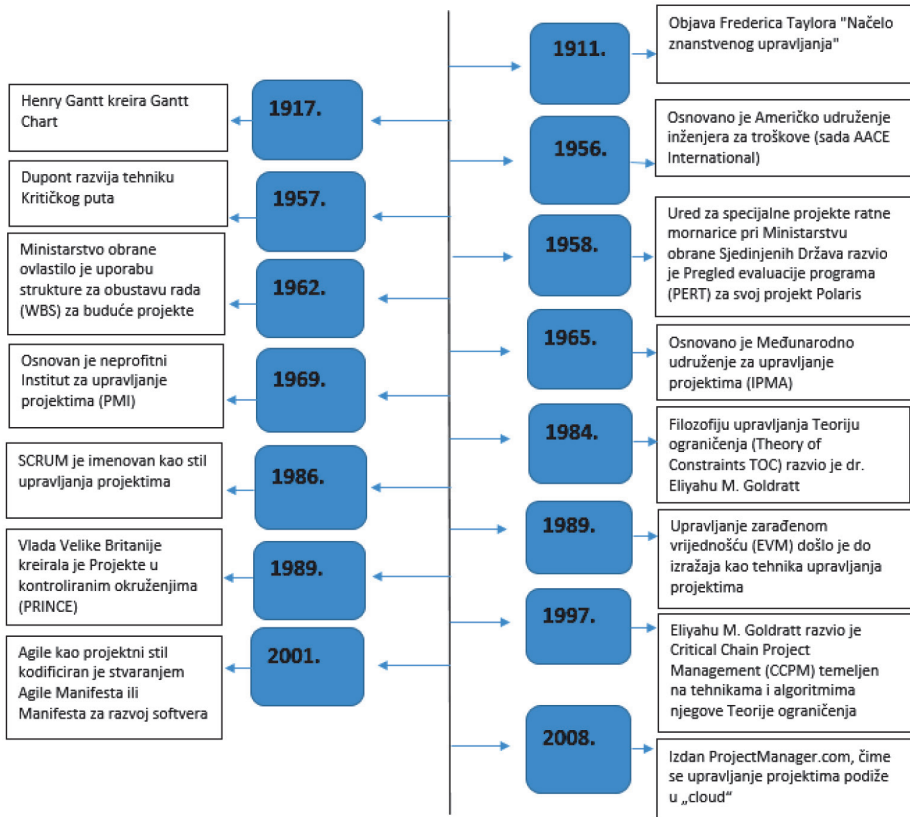 1911.
Objava Frederica Taylora "Načelo
znanstvenog upravljanja"
1917.
Henry Gantt kreira Gantt
Chart
1956.
Osnovano je Američko udruženje
inženjera za troškove (sada AACE
International)
1957.
Dupont razvija tehniku
Kritičkog puta
1958.
Ured za specijalne projekte ratne
mornarice pri Ministarstvu
obrane Sjedinjenih Država razvio
je Pregled evaluacije programa
(PERT) za svoj projekt Polaris
1962.
Ministarstvo obrane
ovlastilo je uporabu
strukture za obustavu rada
(WBS) za buduće projekte
1965.
Osnovano je Međunarodno
udruženje za upravljanje
projektima (IPMA)
1969.
Osnovan je neprofitni
Institut za upravljanje
projektima (PMI)
1984.
Filozofiju upravljanja Teoriju
ograničenja (Theory of
Constraints TOC) razvio je dr.
Eliyahu M. Goldratt
1986.
SCRUM je imenovan kao stil
upravljanja projektima
1989.
Upravljanje zarađenom
vrijednošću (EVM) došlo je do
izražaja kao tehnika upravljanja
projektima
1989.
Vlada Velike Britanije
kreirala je Projekte u
kontroliranim okruženjima
(PRINCE)
1997.
Eliyahu M. Goldratt razvio je
Critical Chain Project
Management (CCPM) temeljen
na tehnikama i algoritmima
njegove Teorije ograničenja
2001.
Agile kao projektni stil
kodificiran je stvaranjem
Agile Manifesta ili
Manifesta za razvoj softvera
2008.
Izdan ProjectManager.com, čime
se upravljanje projektima podiže
u „cloud“